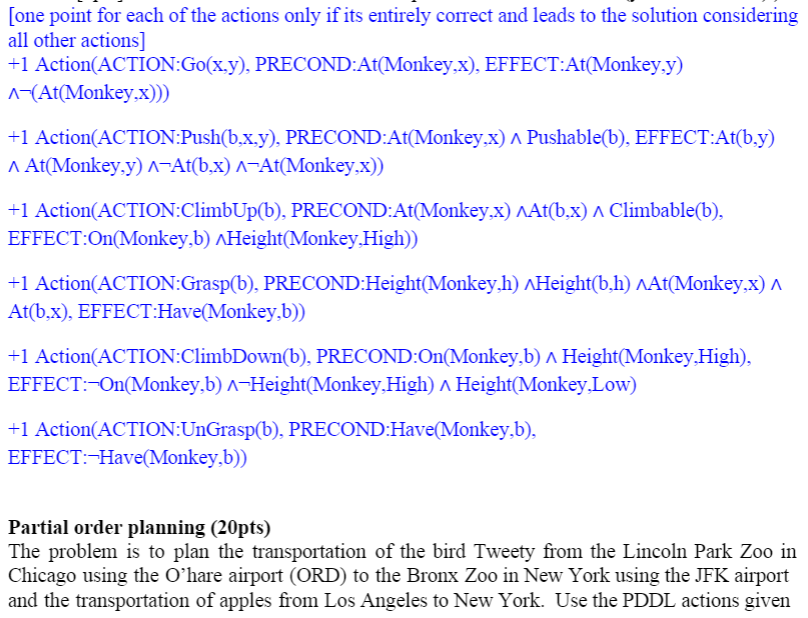 [one point for each of the actions only if its entirely correct and leads to the solution considering
all other actions]
+1 Action(ACTION:Go(x,y), PRECOND:At(Monkey,x), EFFECT:At(Monkey,y)
∧¬(At(Monkey,x)))
+1 Action(ACTION:Push(b,x,y), PRECOND:At(Monkey,x) ∧ Pushable(b), EFFECT:At(b,y)
∧ At(Monkey,y) ∧¬At(b,x) ∧¬At(Monkey,x))
+1 Action(ACTION:ClimbUp(b), PRECOND:At(Monkey,x) ∧At(b,x) ∧ Climbable(b),
EFFECT:On(Monkey,b) ∧Height(Monkey,High))
+1 Action(ACTION:Grasp(b), PRECOND:Height(Monkey,h) ∧Height(b,h) ∧At(Monkey,x) ∧
At(b,x), EFFECT:Have(Monkey,b))
+1 Action(ACTION:ClimbDown(b), PRECOND:On(Monkey,b) ∧ Height(Monkey,High),
EFFECT:¬On(Monkey,b) ∧¬Height(Monkey,High) ∧ Height(Monkey,Low)
+1 Action(ACTION:UnGrasp(b), PRECOND:Have(Monkey,b),
EFFECT:¬Have(Monkey,b))
Partial order planning (20pts)
The problem is to plan the transportation of the bird Tweety from the Lincoln Park Zoo in
Chicago using the O’hare airport (ORD) to the Bronx Zoo in New York using the JFK airport
and the transportation of apples from Los Angeles to New York. Use the PDDL actions given